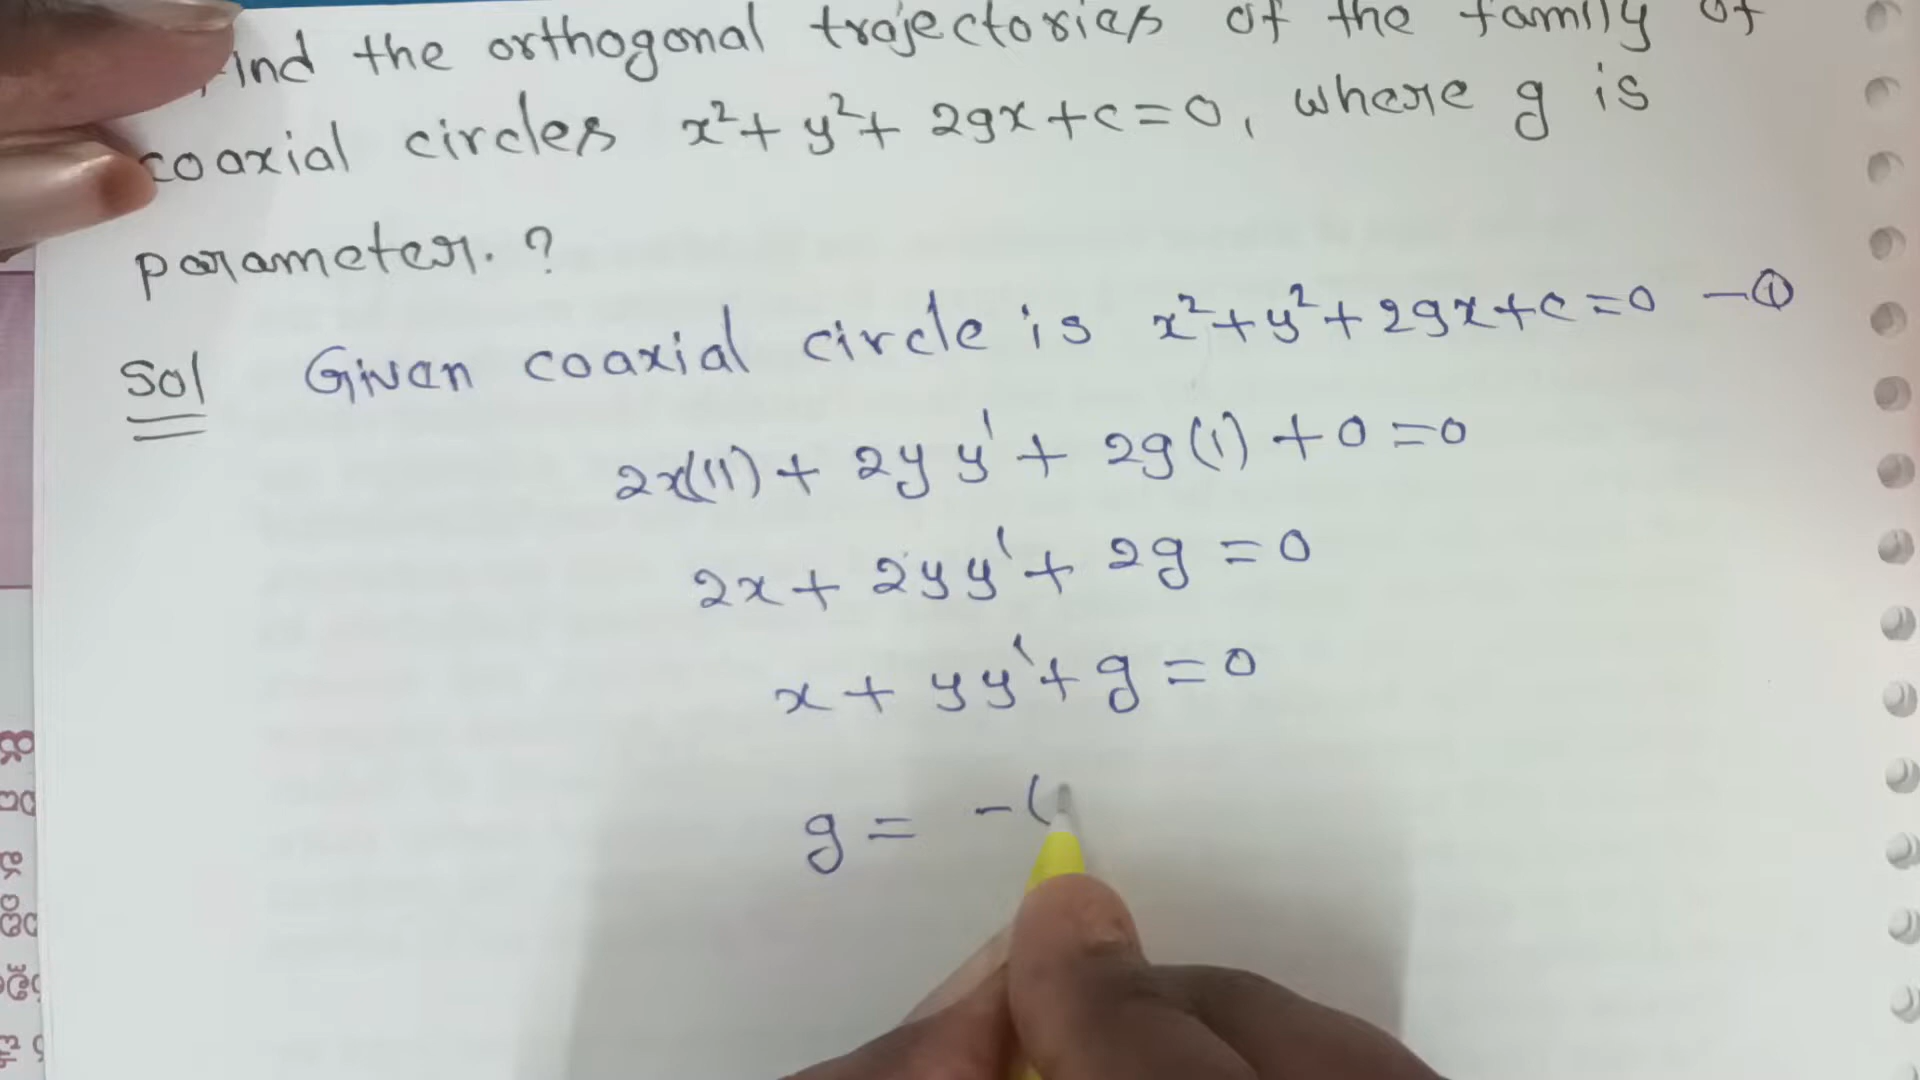 ind the orthogonal trajectories of the family of
coaxial circles x²+ y²+ 2gx+c=0, where g is
parameter. ?
Sol Given coaxial circle is x²+y²+2gx+c=0 —①
2x(1)+ 2y y' + 2g(1) +0 =0
2x+ 2yy'+ 2g =0
x + yy'+g =0
g = -(